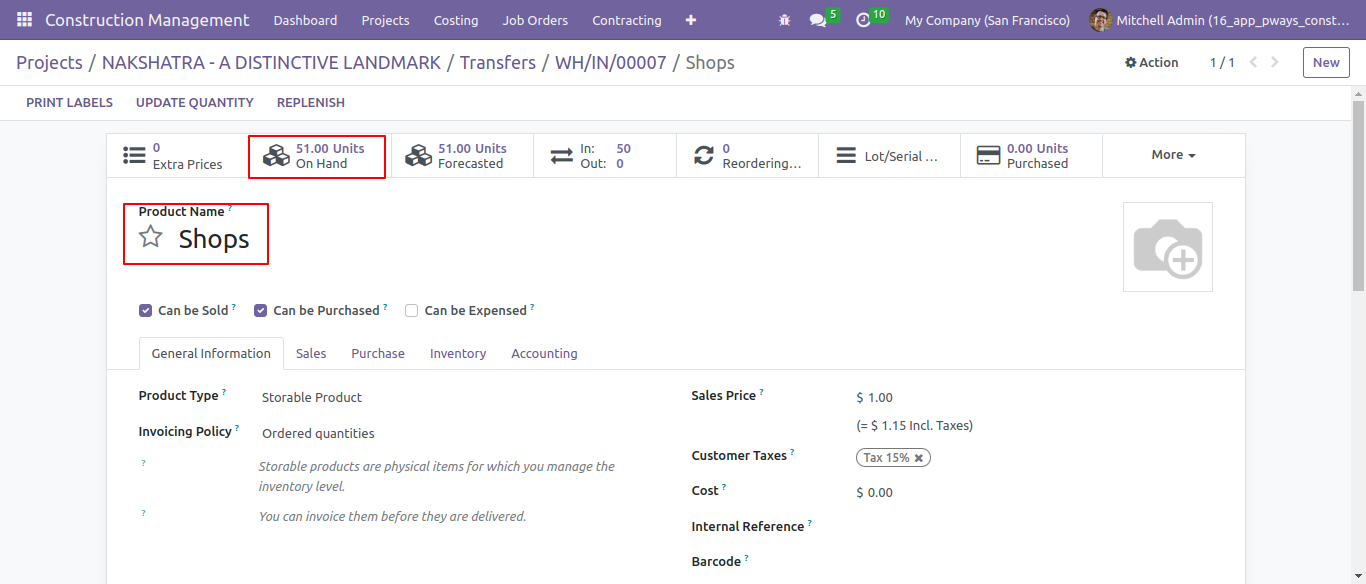 Construction Management Dashboard Projects Costing Job Orders Contracting 5 10 My Company (San Francisco) Mitchell Admin (16_app_pways_const...
Projects / NAKSHATRA - A DISTINCTIVE LANDMARK / Transfers / WH/IN/00007 / Shops Action 1 / 1 New
PRINT LABELS UPDATE QUANTITY REPLENISH
0 Extra Prices
51.00 Units On Hand
51.00 Units Forecasted
In: 50
Out: 0
0 Reordering...
Lot/Serial ...
0.00 Units Purchased
More
Product Name ?
Shops
Can be Sold ? Can be Purchased ? Can be Expensed ?
General Information Sales Purchase Inventory Accounting
Product Type ? Storable Product
Invoicing Policy ? Ordered quantities
? Storable products are physical items for which you manage the
inventory level.
? You can invoice them before they are delivered.
Sales Price ? $ 1.00
(= $ 1.15 Incl. Taxes)
Customer Taxes ? Tax 15% ✖
Cost ? $ 0.00
Internal Reference ?
Barcode ?